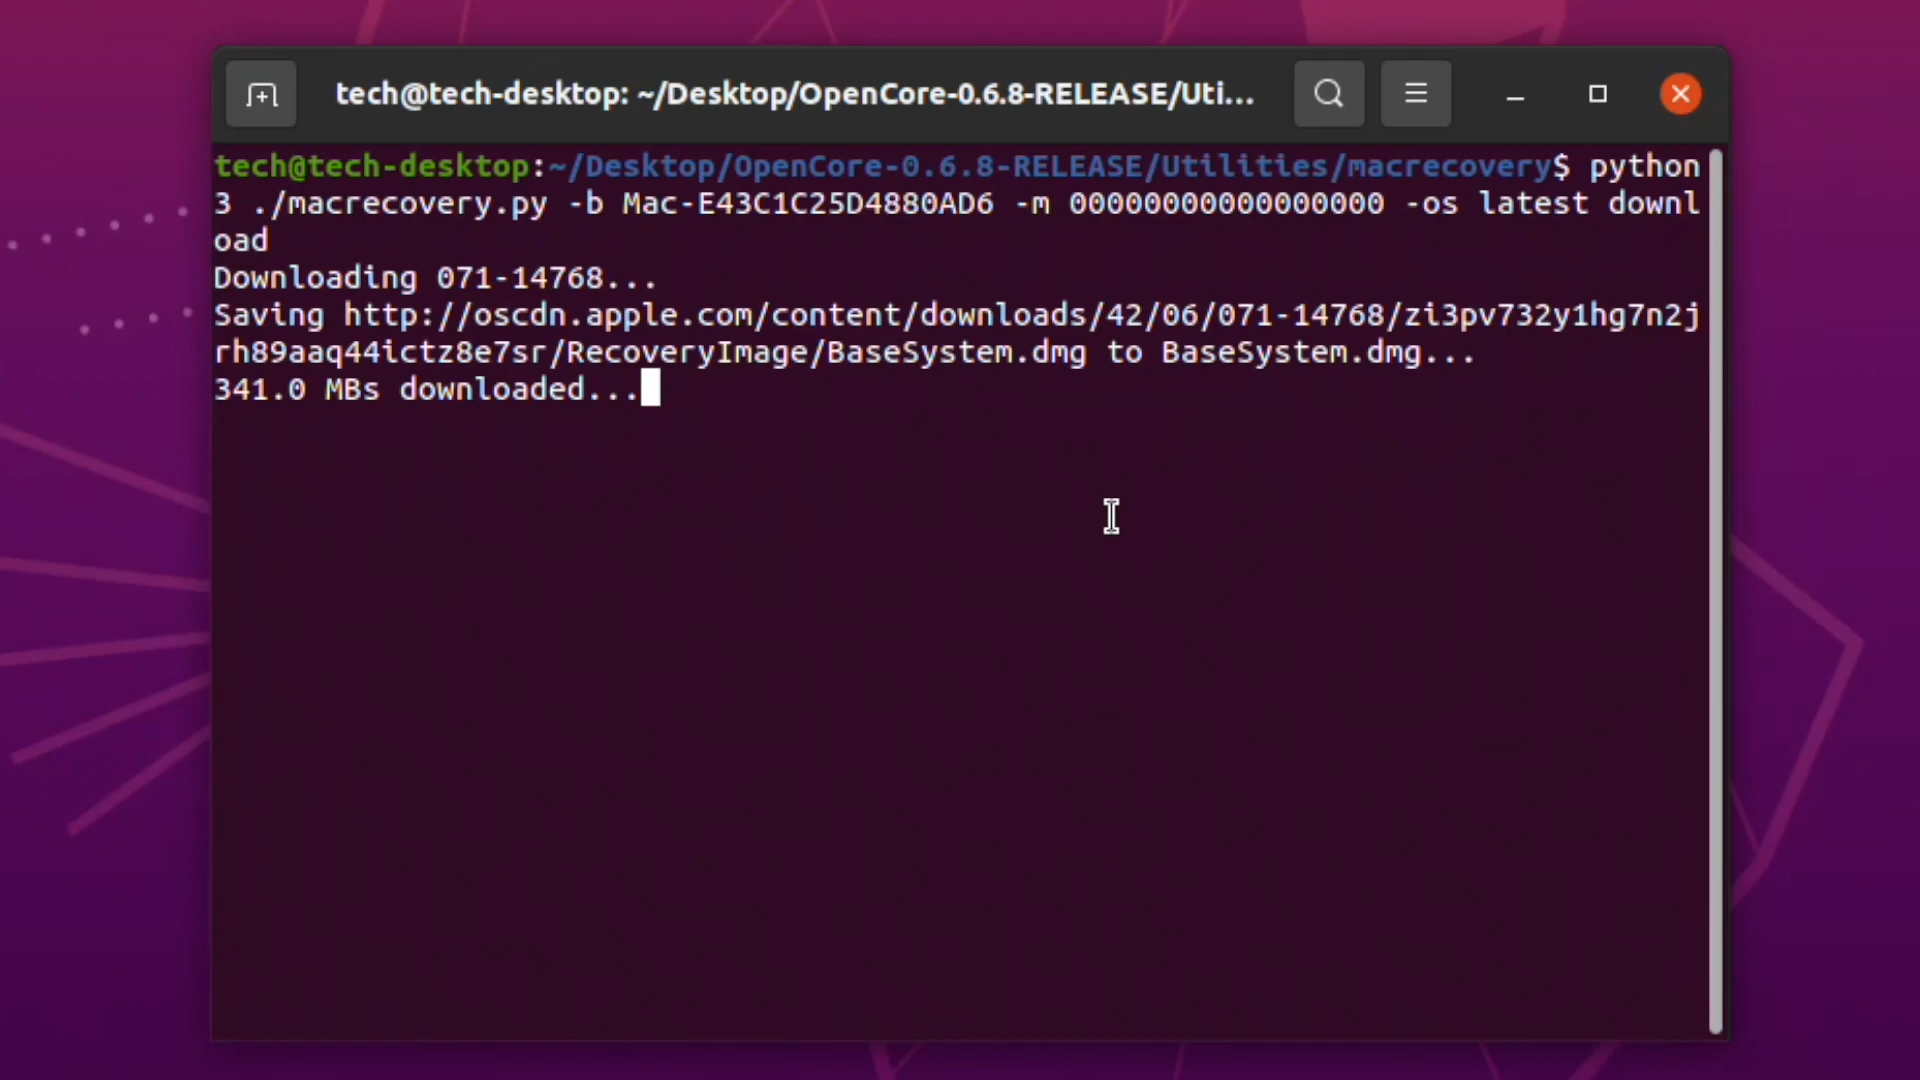 tech@tech-desktop: ~/Desktop/OpenCore-0.6.8-RELEASE/Uti...
tech@tech-desktop:~/Desktop/OpenCore-0.6.8-RELEASE/Utilities/macrecovery$ python
3 ./macrecovery.py -b Mac-E43C1C25D4880AD6 -m 00000000000000000 -os latest downl
oad
Downloading 071-14768...
Saving http://oscdn.apple.com/content/downloads/42/06/071-14768/zi3pv732y1hg7n2j
rh89aaq44ictz8e7sr/RecoveryImage/BaseSystem.dmg to BaseSystem.dmg...
341.0 MBs downloaded...